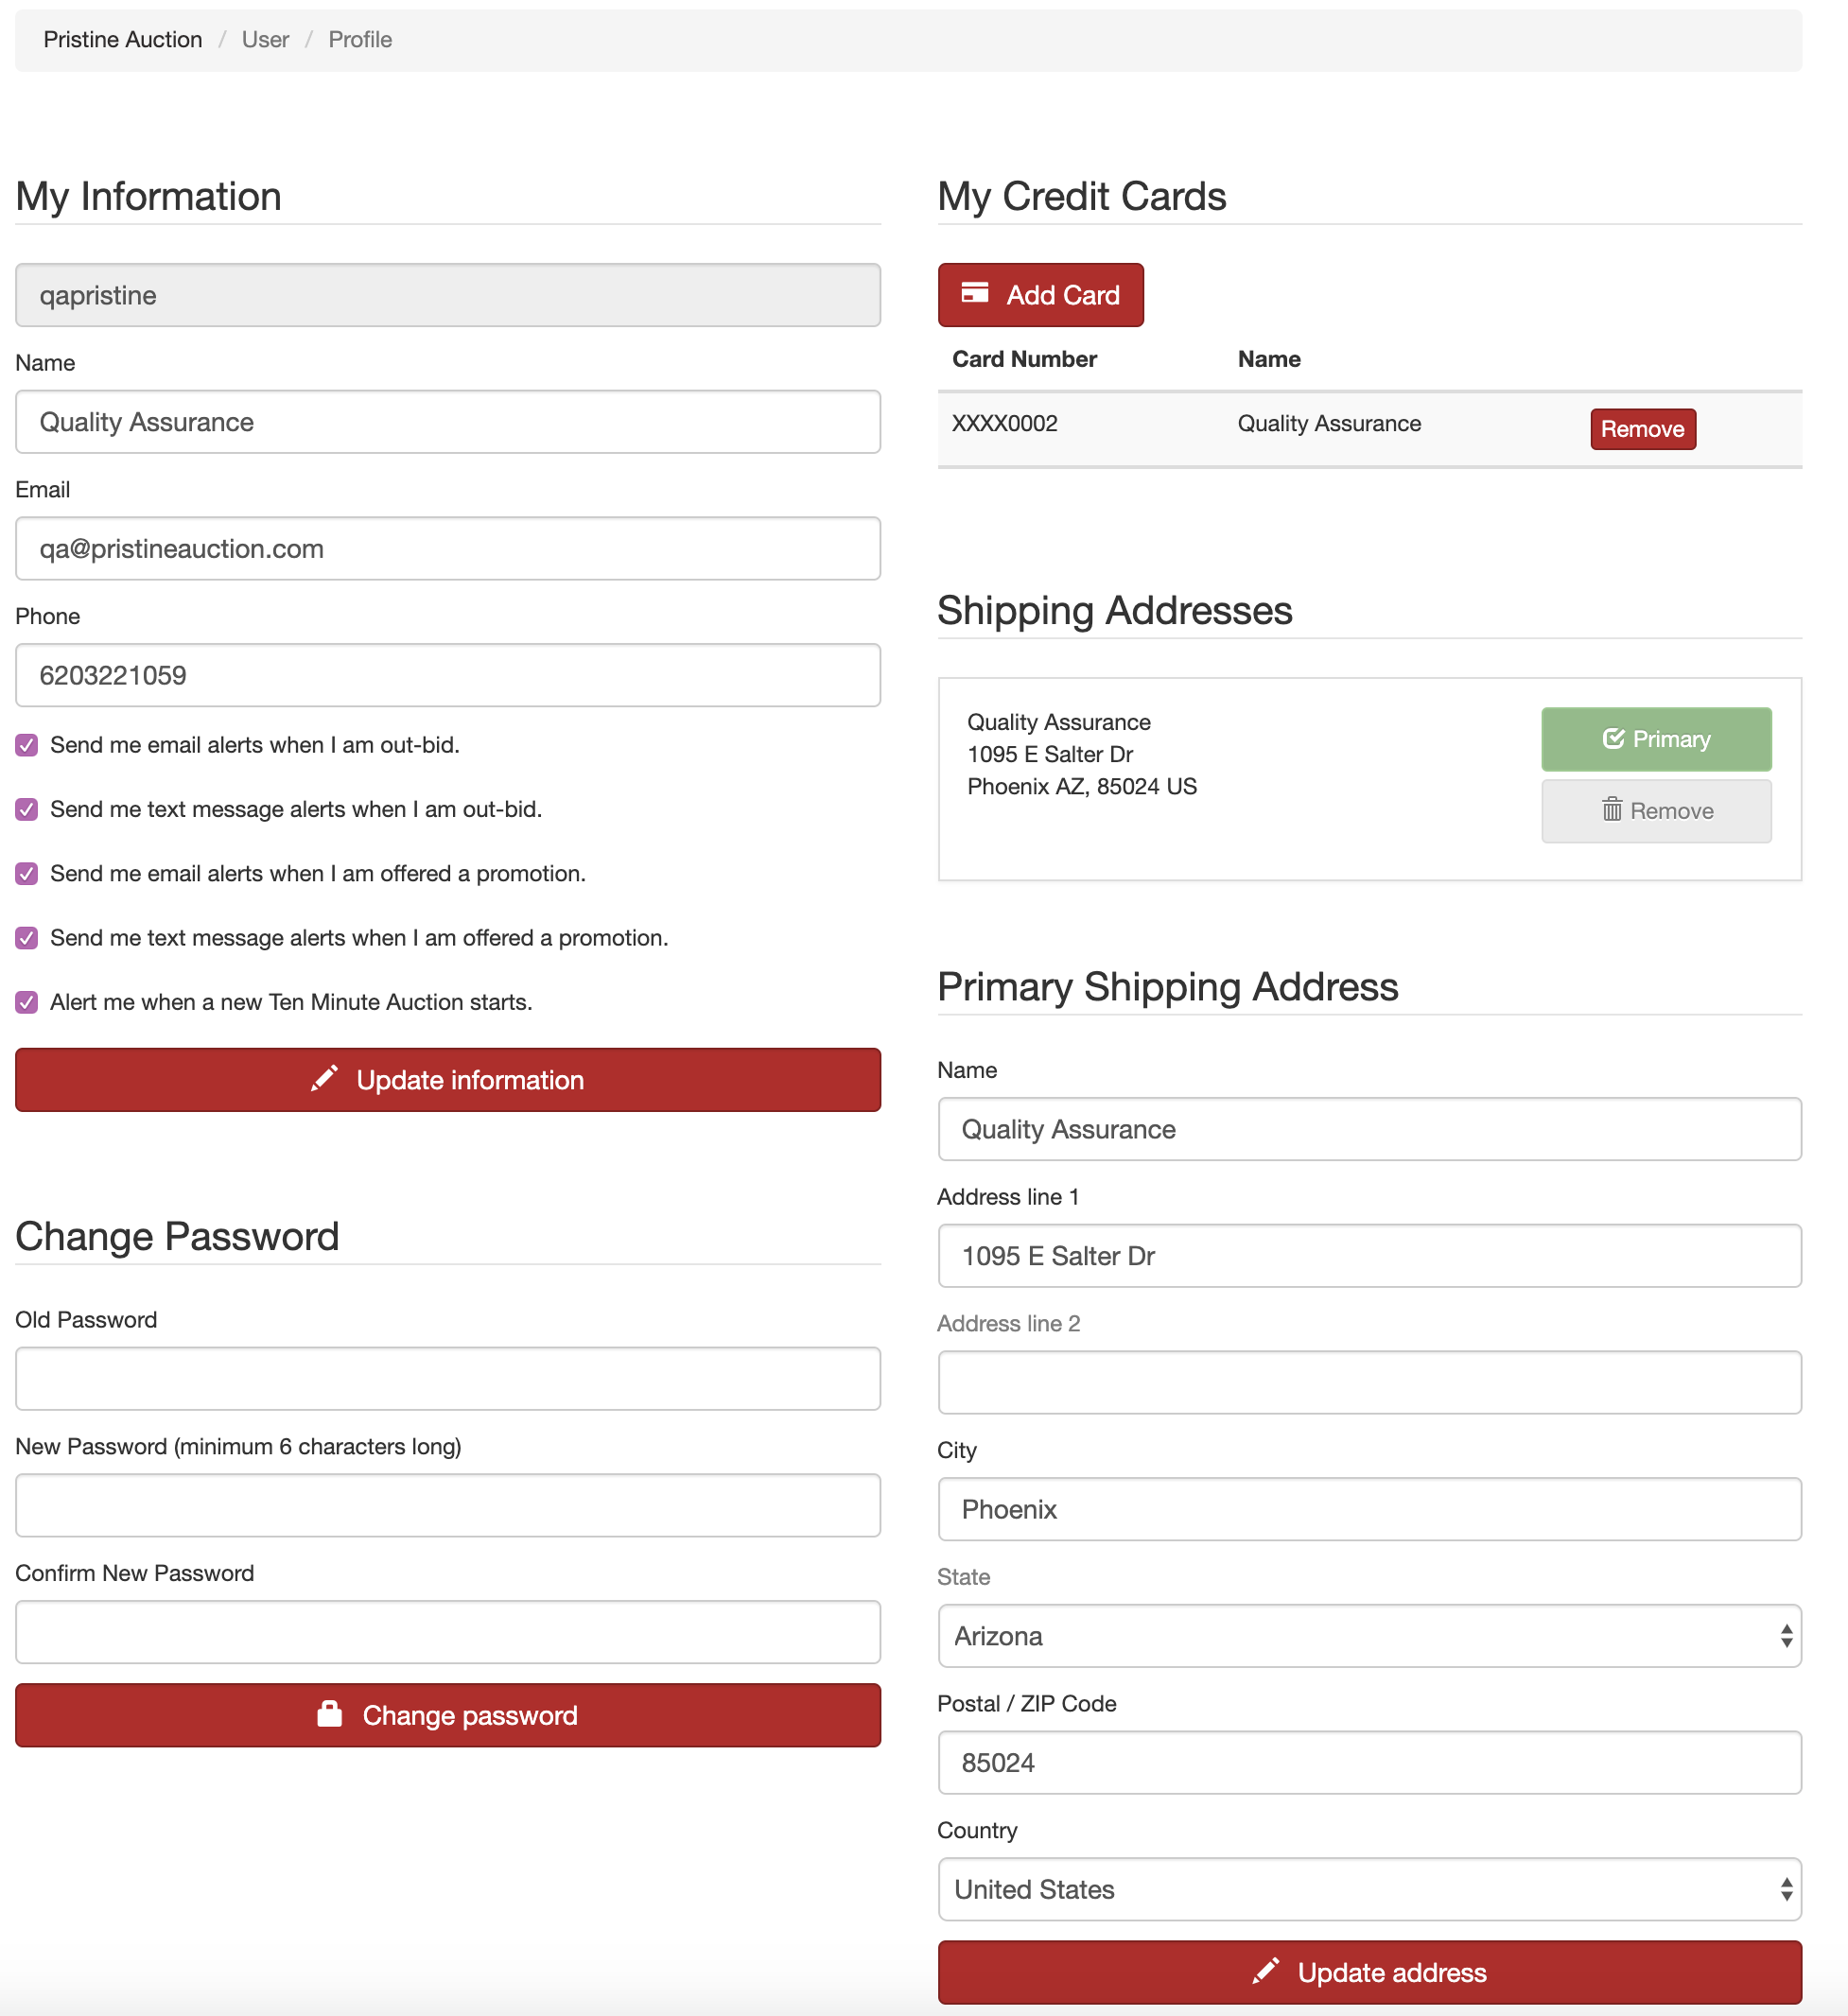 Pristine Auction / User / Profile
My Information
qapristine
Name
Quality Assurance
Email
qa@pristineauction.com
Phone
6203221059
Send me email alerts when I am out-bid.
Send me text message alerts when I am out-bid.
Send me email alerts when I am offered a promotion.
Send me text message alerts when I am offered a promotion.
Alert me when a new Ten Minute Auction starts.
Update information
Change Password
Old Password
New Password (minimum 6 characters long)
Confirm New Password
Change password
My Credit Cards
Add Card
Card Number Name
XXXX0002 Quality Assurance Remove
Shipping Addresses
Quality Assurance
1095 E Salter Dr
Phoenix AZ, 85024 US
Primary
Remove
Primary Shipping Address
Name
Quality Assurance
Address line 1
1095 E Salter Dr
Address line 2
City
Phoenix
State
Arizona
Postal / ZIP Code
85024
Country
United States
Update address